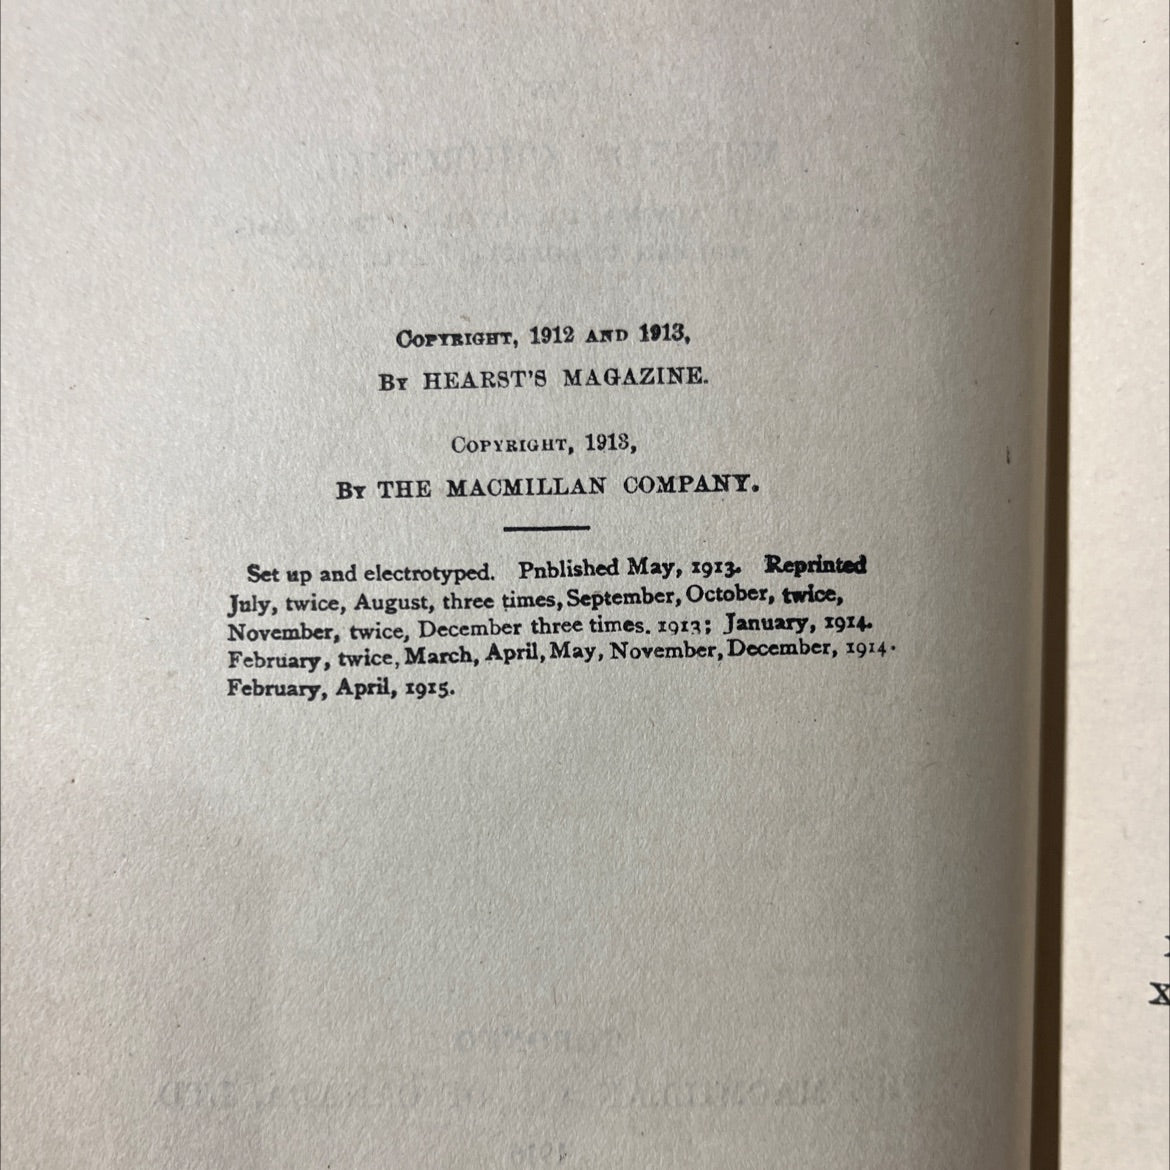 COPYRIGHT, 1912 AND 1913,
BY HEARST'S MAGAZINE.
COPYRIGHT, 1913,
BY THE MACMILLAN COMPANY.
Set up and electrotyped. Pnblished May, 1913. Reprinted
July, twice, August, three times, September, October, twice,
November, twice, December three times. 1913; January, 1914.
February, twice, March, April, May, November, December, 1914.
February, April, 1915.
X